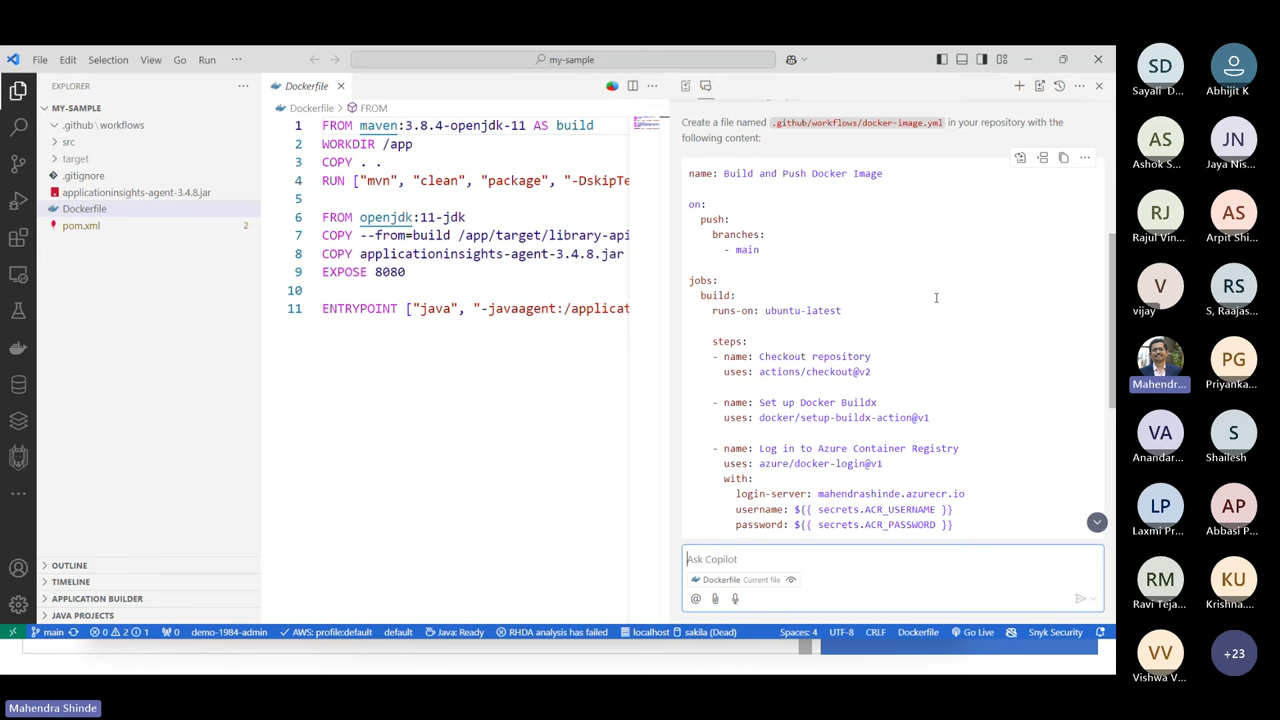 File Edit Selection View Go Run ···
my-sample
EXPLORER
MY-SAMPLE
.github \ workflows
src
target
.gitignore
applicationinsights-agent-3.4.8.jar
Dockerfile
pom.xml 2
OUTLINE
TIMELINE
APPLICATION BUILDER
JAVA PROJECTS
Dockerfile
Dockerfile > FROM
1 FROM maven:3.8.4-openjdk-11 AS build
2 WORKDIR /app
3 COPY . .
4 RUN ["mvn", "clean", "package", "-DskipTe
5
6 FROM openjdk:11-jdk
7 COPY --from=build /app/target/library-api
8 COPY applicationinsights-agent-3.4.8.jar
9 EXPOSE 8080
10
11 ENTRYPOINT ["java", "-javaagent:/applicat
Create a file named .github/workflows/docker-image.yml in your repository with the
following content:
name: Build and Push Docker Image
on:
push:
branches:
- main
jobs:
build:
runs-on: ubuntu-latest
steps:
- name: Checkout repository
uses: actions/checkout@v2
- name: Set up Docker Buildx
uses: docker/setup-buildx-action@v1
- name: Log in to Azure Container Registry
uses: azure/docker-login@v1
with:
login-server: mahendrashinde.azurecr.io
username: ${{ secrets.ACR_USERNAME }}
password: ${{ secrets.ACR_PASSWORD }}
Ask Copilot
Dockerfile Current file
main 0 2 1 0 demo-1984-admin AWS: profile:default default Java: Ready RHDA analysis has failed localhost sakila (Dead) Spaces: 4 UTF-8 CRLF Dockerfile Go Live Snyk Security
SD
Sayali D...
Abhijit K
AS
Ashok S...
JN
Jaya Nis...
RJ
Rajul Vin...
AS
Arpit Shi...
V
vijay
RS
S, Raajas...
Mahendr...
PG
Priyanka...
VA
Anandar...
S
Shailesh
LP
Laxmi Pr...
AP
Abbasi P...
RM
Ravi Teja...
KU
Krishna...
VV
Vishwa V...
+23
Mahendra Shinde